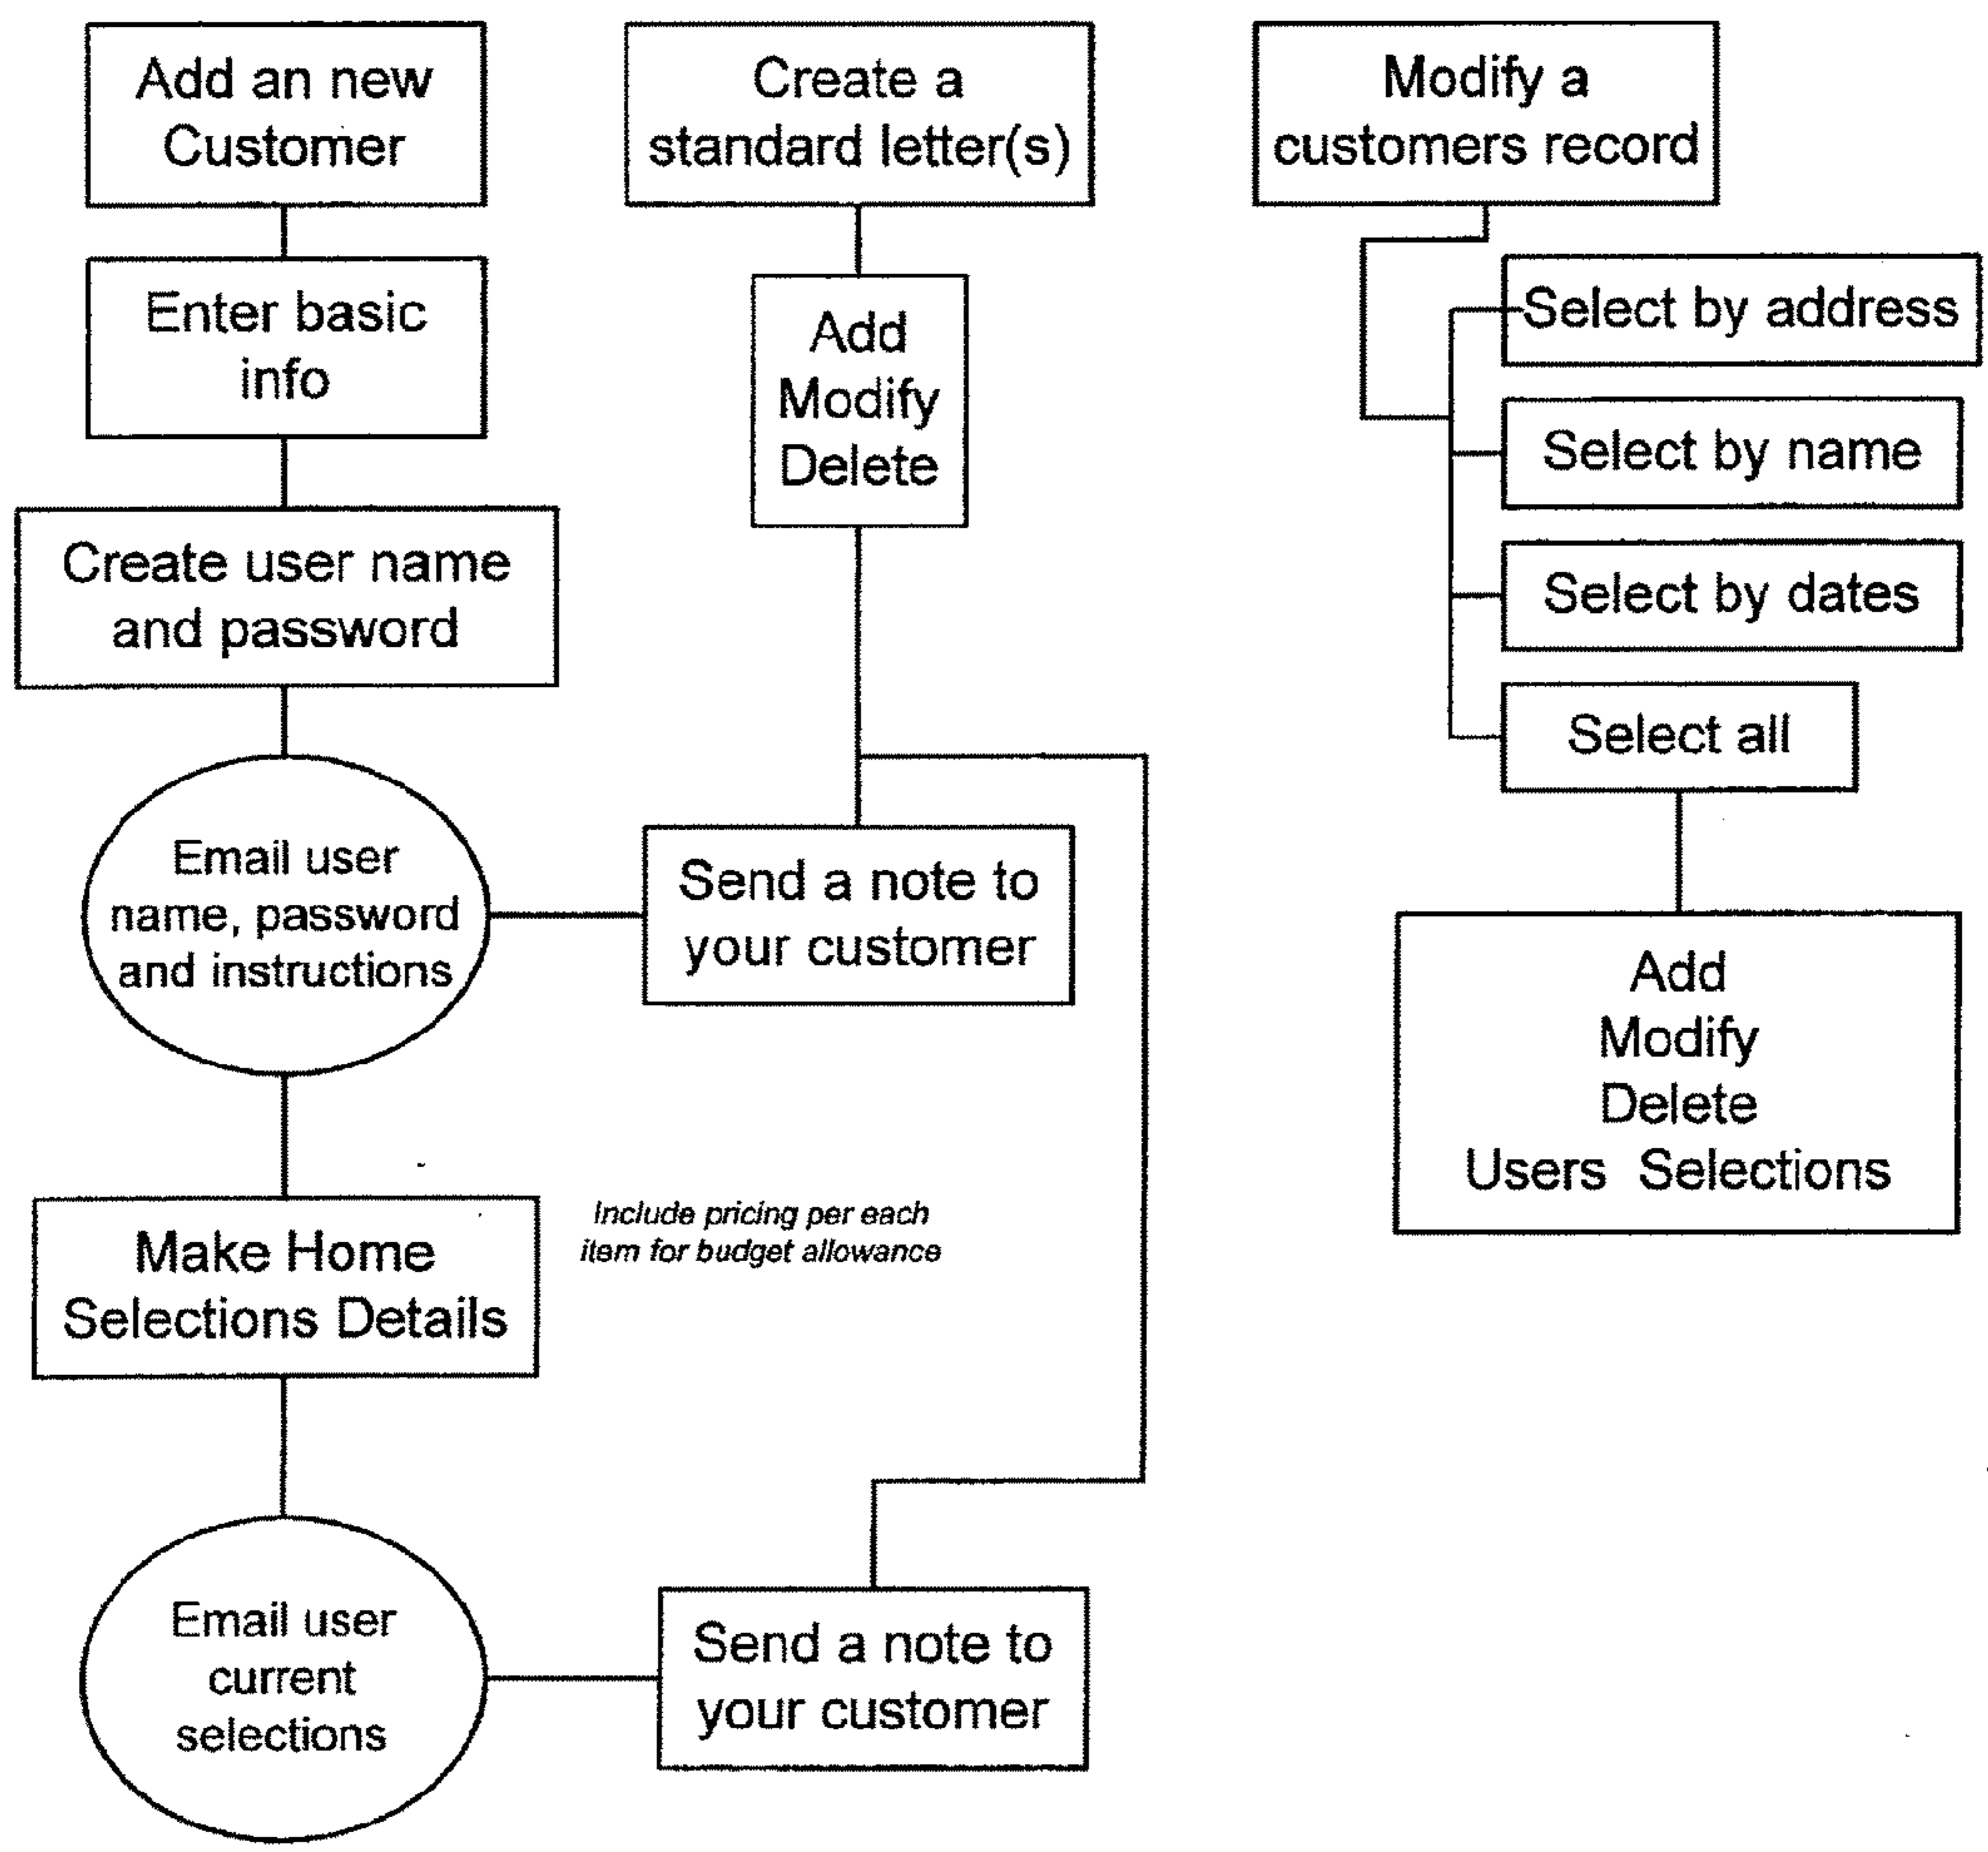 Add an new
Customer
Enter basic
info
Create user name
and password
Email user
name, password
and instructions
Make Home
Selections Details
Include pricing per each
item for budget allowance
Email user
current
selections
Create a
standard letter(s)
Add
Modify
Delete
Send a note to
your customer
Send a note to
your customer
Modify a
customers record
Select by address
Select by name
Select by dates
Select all
Add
Modify
Delete
Users Selections